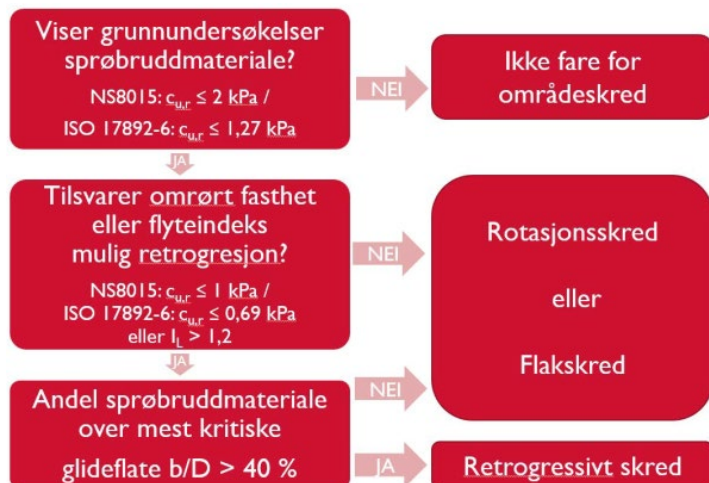 Viser grunnundersøkelser
sprøbruddmateriale?
NS8015: cu,r ≤ 2 kPa /
ISO 17892-6: cu,r ≤ 1,27 kPa
NEI
Ikke fare for
områdeskred
JA
Tilsvarer omrørt fasthet
eller flyteindeks
mulig retrogresjon?
NS8015: cu,r ≤ 1 kPa /
ISO 17892-6: cu,r ≤ 0,69 kPa
eller IL > 1,2
NEI
Rotasjonsskred
eller
Flakskred
JA
Andel sprøbruddmateriale
over mest kritiske
glideflate b/D > 40 %
NEI
JA
Retrogressivt skred